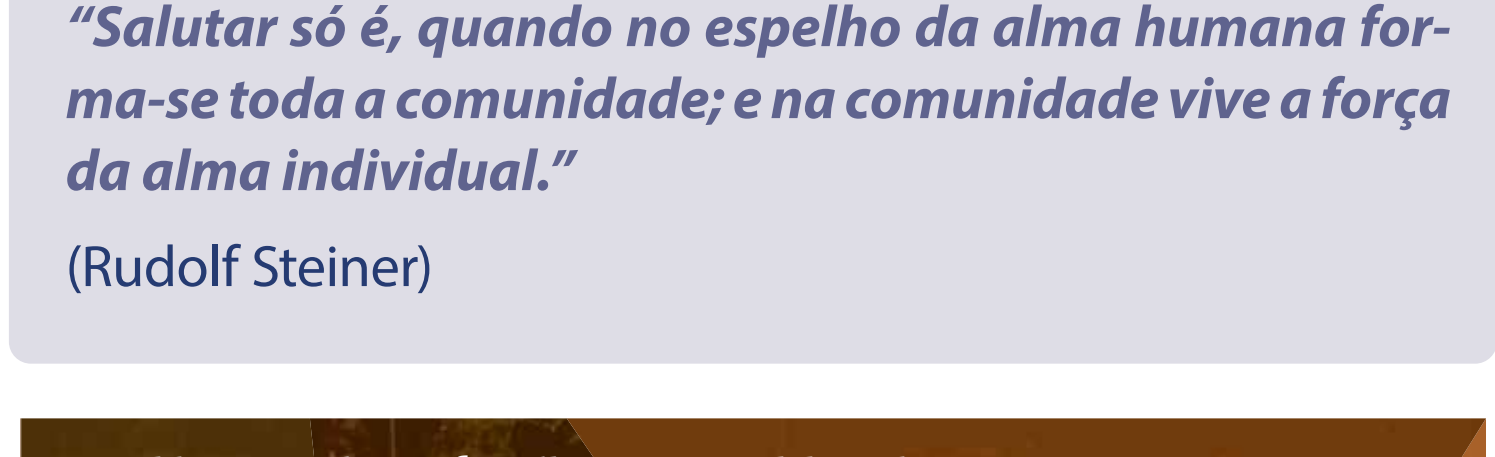 “Salutar só é, quando no espelho da alma humana for-
ma-se toda a comunidade; e na comunidade vive a força
da alma individual.”
(Rudolf Steiner)